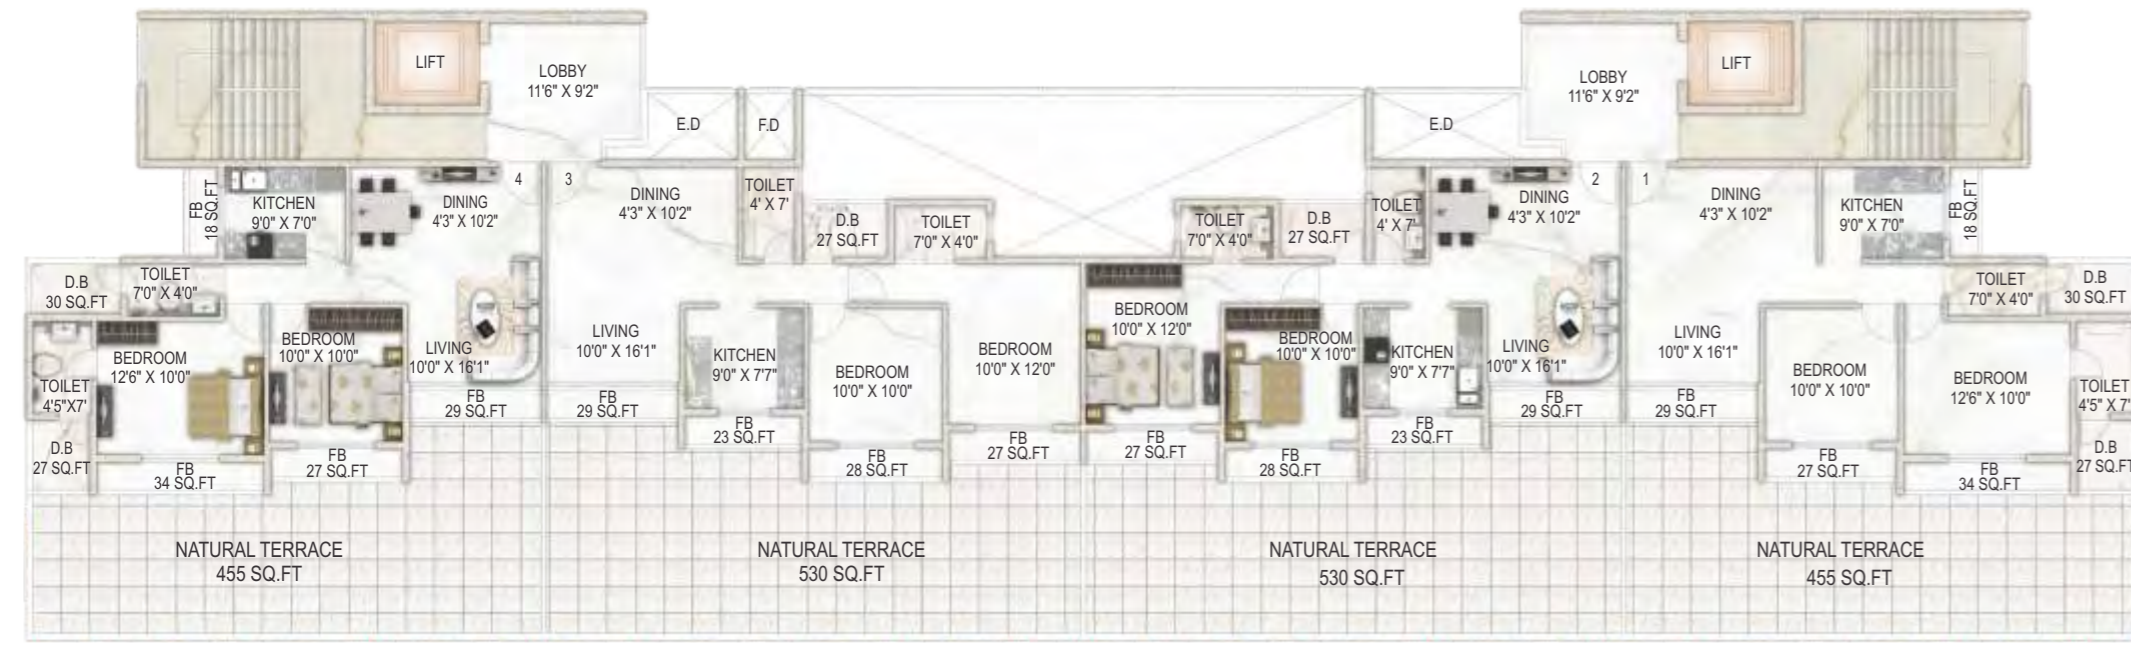 LIFT
LOBBY
11'6" X 9'2"
E.D
F.D
E.D
LOBBY
11'6" X 9'2"
LIFT
FB
18 SQ.FT
KITCHEN
9'0" X 7'0"
DINING
4'3" X 10'2"
4
3
DINING
4'3" X 10'2"
TOILET
4' X 7'
D.B
27 SQ.FT
TOILET
7'0" X 4'0"
TOILET
7'0" X 4'0"
D.B
27 SQ.FT
TOILET
4' X 7'
DINING
4'3" X 10'2"
2
1
DINING
4'3" X 10'2"
KITCHEN
9'0" X 7'0"
FB
18 SQ.FT
D.B
30 SQ.FT
TOILET
7'0" X 4'0"
TOILET
7'0" X 4'0"
D.B
30 SQ.FT
TOILET
4'5"X7'
BEDROOM
12'6" X 10'0"
BEDROOM
10'0" X 10'0"
LIVING
10'0" X 16'1"
LIVING
10'0" X 16'1"
KITCHEN
9'0" X 7'7"
BEDROOM
10'0" X 10'0"
BEDROOM
10'0" X 12'0"
BEDROOM
10'0" X 12'0"
BEDROOM
10'0" X 10'0"
KITCHEN
9'0" X 7'7"
LIVING
10'0" X 16'1"
LIVING
10'0" X 16'1"
BEDROOM
10'0" X 10'0"
BEDROOM
12'6" X 10'0"
TOILET
4'5" X 7'
D.B
27 SQ.FT
FB
34 SQ.FT
FB
27 SQ.FT
FB
29 SQ.FT
FB
29 SQ.FT
FB
23 SQ.FT
FB
28 SQ.FT
FB
27 SQ.FT
FB
27 SQ.FT
FB
28 SQ.FT
FB
23 SQ.FT
FB
29 SQ.FT
FB
29 SQ.FT
FB
27 SQ.FT
FB
34 SQ.FT
D.B
27 SQ.FT
NATURAL TERRACE
455 SQ.FT
NATURAL TERRACE
530 SQ.FT
NATURAL TERRACE
530 SQ.FT
NATURAL TERRACE
455 SQ.FT